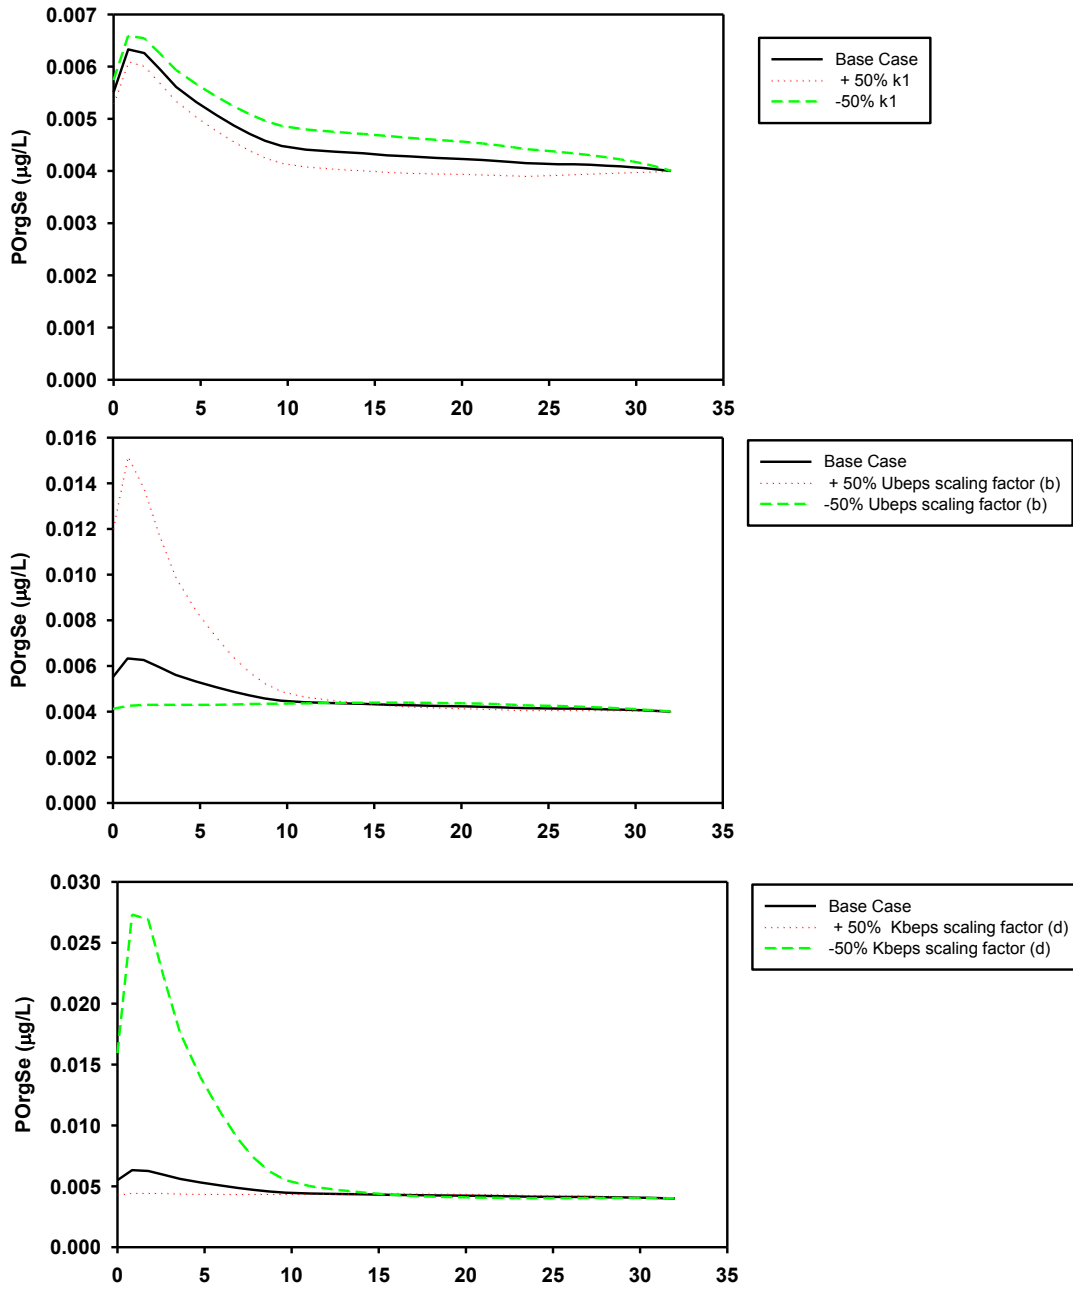 0.007
0.006
0.005
0.004
0.003
0.002
0.001
0.000
POrgSe (µg/L)
0 5 10 15 20 25 30 35
Base Case
+ 50% k1
-50% k1
0.016
0.014
0.012
0.010
0.008
0.006
0.004
0.002
0.000
POrgSe (µg/L)
0 5 10 15 20 25 30 35
Base Case
+ 50% Ubeps scaling factor (b)
-50% Ubeps scaling factor (b)
0.030
0.025
0.020
0.015
0.010
0.005
0.000
POrgSe (µg/L)
0 5 10 15 20 25 30 35
Base Case
+ 50% Kbeps scaling factor (d)
-50% Kbeps scaling factor (d)